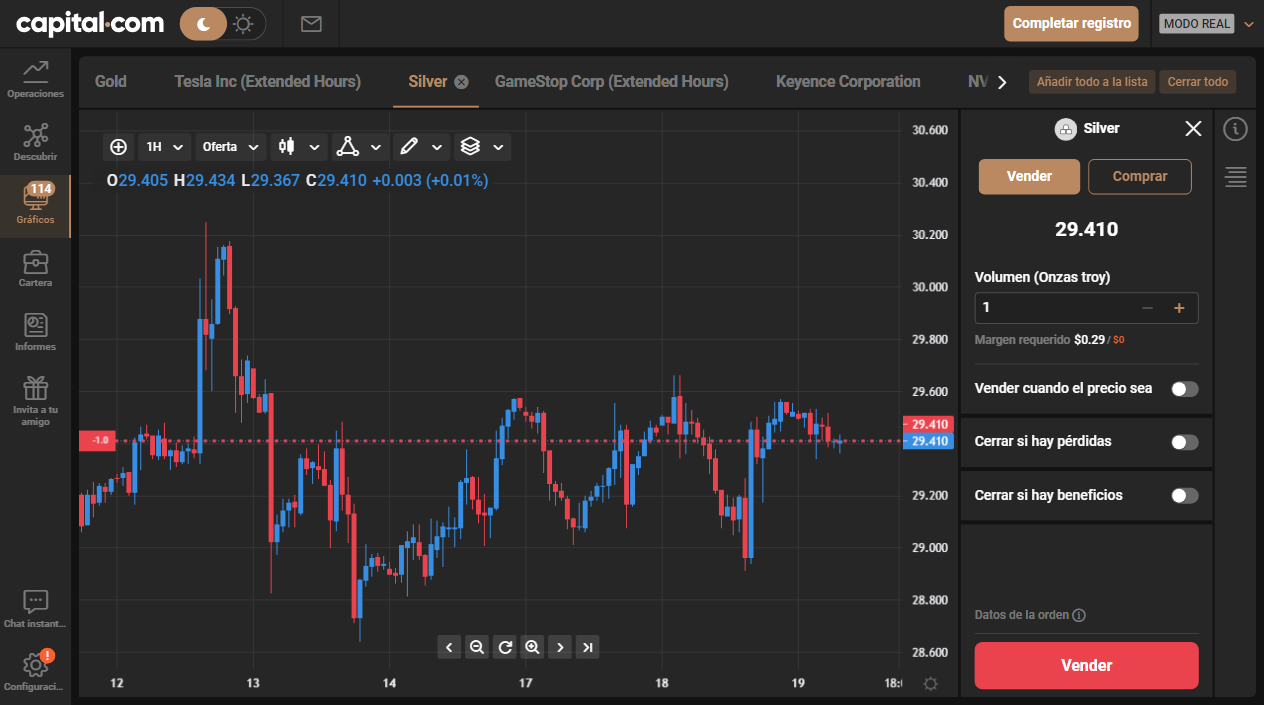 capital.com
Completar registro
MODO REAL
Operaciones
Descubrir
114
Gráficos
Cartera
Informes
Invita a tu
amigo
Chat instant...
!
Configuraci...
Gold
Tesla Inc (Extended Hours)
Silver
GameStop Corp (Extended Hours)
Keyence Corporation
NV
Añadir todo a la lista
Cerrar todo
1H
Oferta
O29.405 H29.434 L29.367 C29.410 +0.003 (+0.01%)
-1.0
30.600
30.400
30.200
30.000
29.800
29.600
29.410
29.410
29.200
29.000
28.800
28.600
12
13
14
17
18
19
18:
Silver
Vender
Comprar
29.410
Volumen (Onzas troy)
1
Margen requerido $0.29 / $0
Vender cuando el precio sea
Cerrar si hay pérdidas
Cerrar si hay beneficios
Datos de la orden
Vender